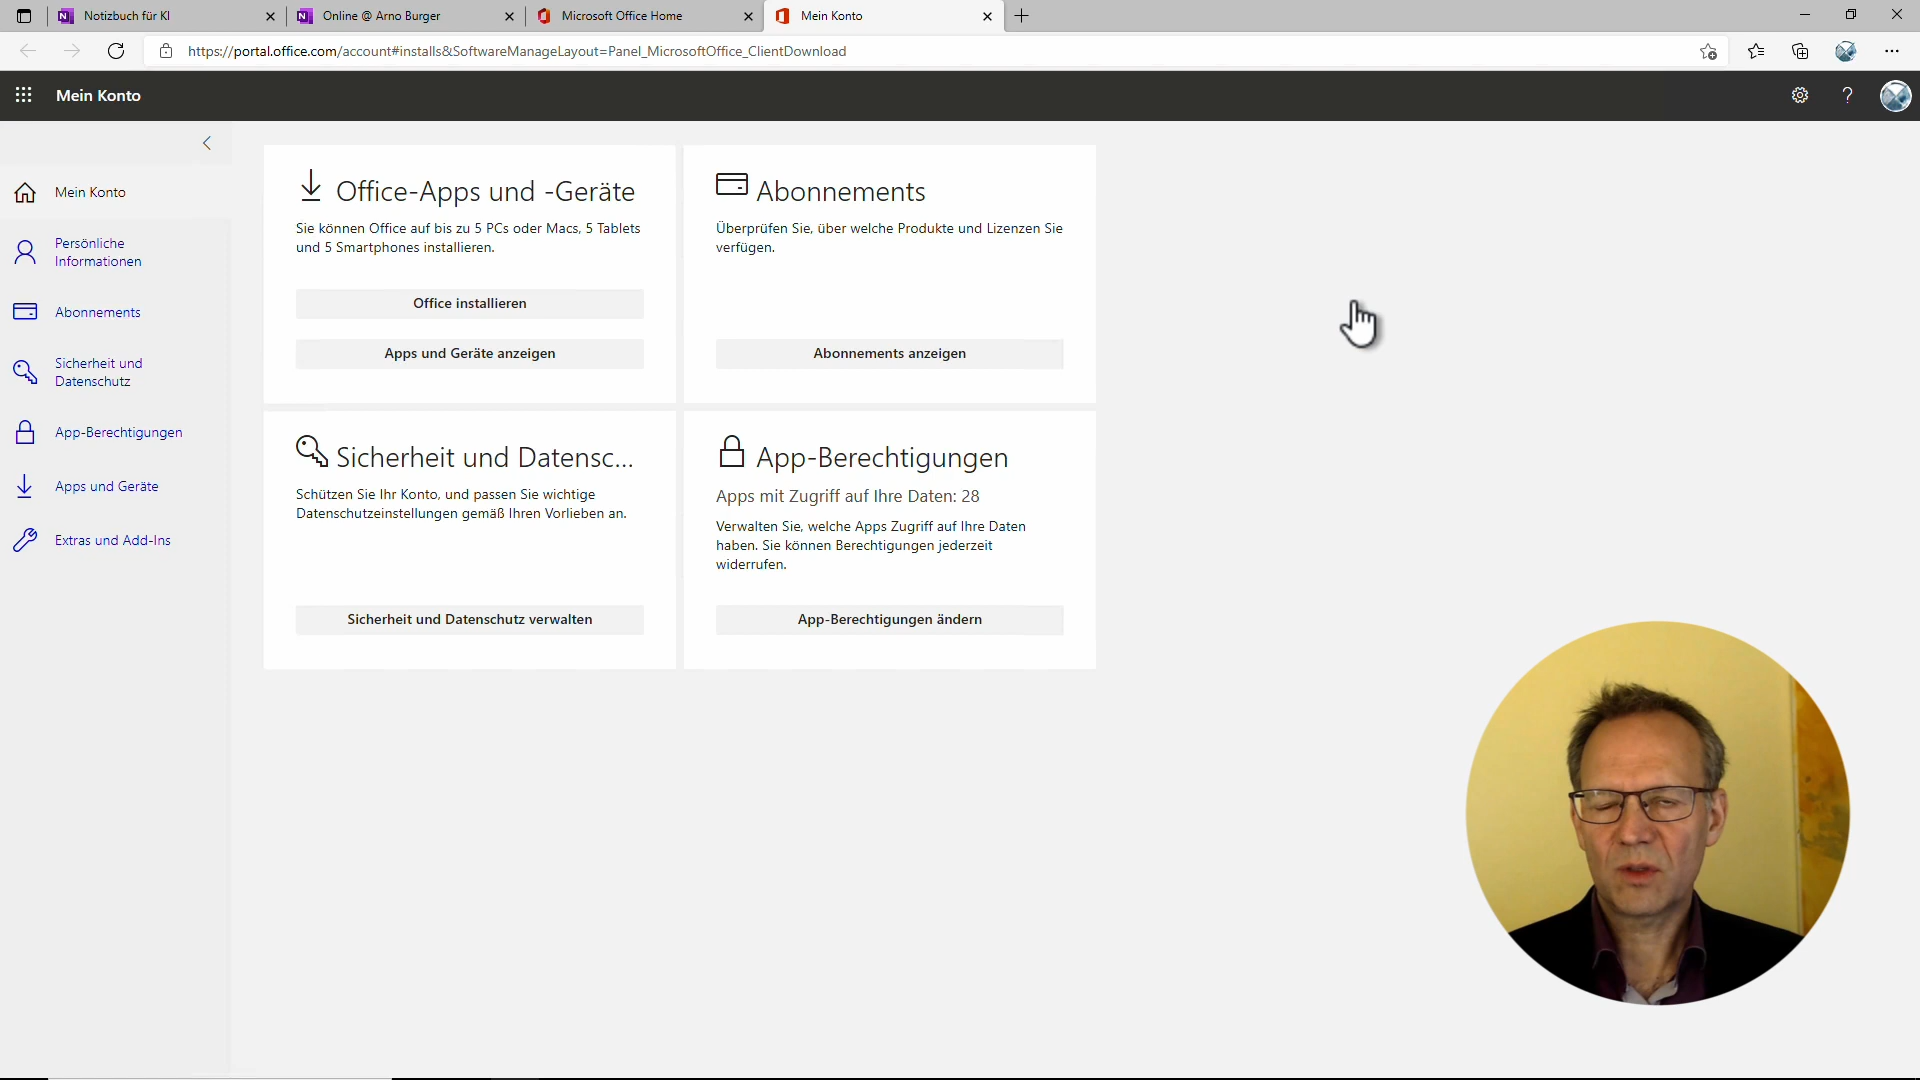 Notizbuch für KI
Online @ Arno Burger
Microsoft Office Home
Mein Konto
https://portal.office.com/account#installs&SoftwareManageLayout=Panel_MicrosoftOffice_ClientDownload
Mein Konto
?
Mein Konto
Persönliche
Informationen
Abonnements
Sicherheit und
Datenschutz
App-Berechtigungen
Apps und Geräte
Extras und Add-Ins
Office-Apps und -Geräte
Sie können Office auf bis zu 5 PCs oder Macs, 5 Tablets
und 5 Smartphones installieren.
Office installieren
Apps und Geräte anzeigen
Abonnements
Überprüfen Sie, über welche Produkte und Lizenzen Sie
verfügen.
Abonnements anzeigen
Sicherheit und Datensc...
Schützen Sie Ihr Konto, und passen Sie wichtige
Datenschutzeinstellungen gemäß Ihren Vorlieben an.
Sicherheit und Datenschutz verwalten
App-Berechtigungen
Apps mit Zugriff auf Ihre Daten: 28
Verwalten Sie, welche Apps Zugriff auf Ihre Daten
haben. Sie können Berechtigungen jederzeit
widerrufen.
App-Berechtigungen ändern